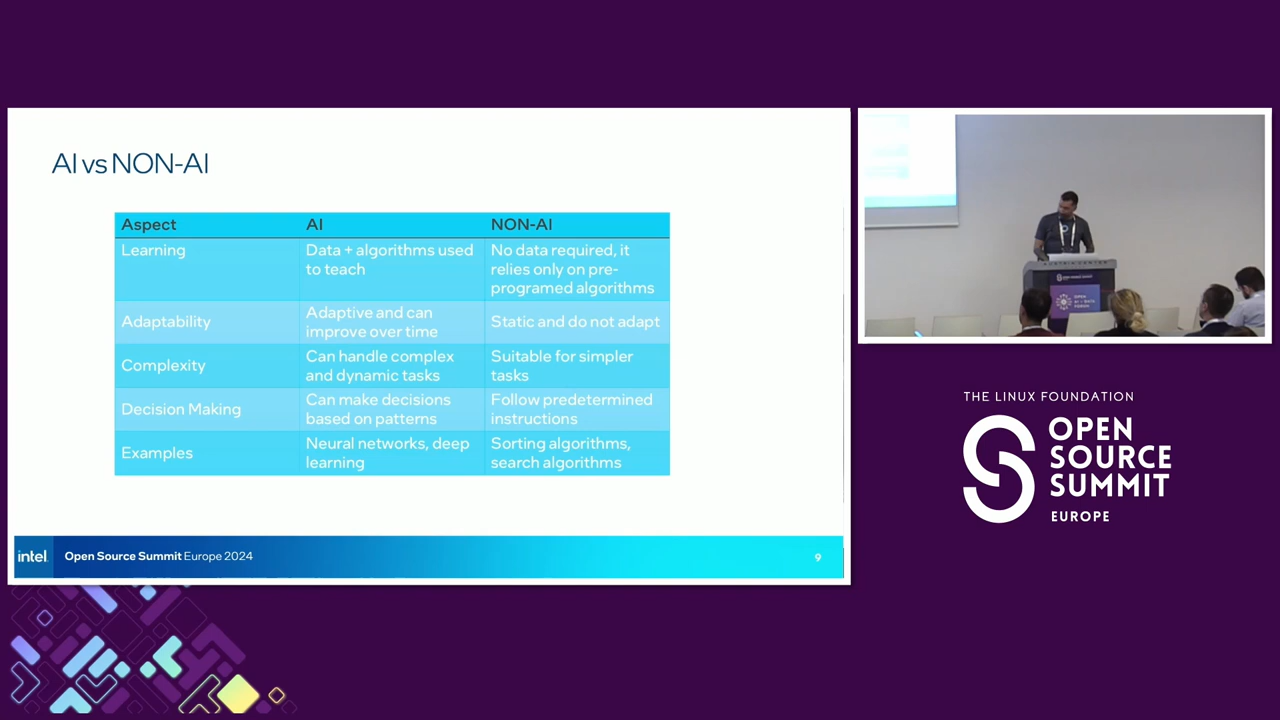 AI vs NON-AI
Aspect AI NON-AI
Learning
Data + algorithms used
to teach
No data required, it
relies only on pre-
programed algorithms
Adaptability
Adaptive and can
improve over time
Static and do not adapt
Complexity
Can handle complex
and dynamic tasks
Suitable for simpler
tasks
Decision Making
Can make decisions
based on patterns
Follow predetermined
instructions
Examples
Neural networks, deep
learning
Sorting algorithms,
search algorithms
intel.
Open Source Summit Europe 2024
9
AUSTRIA CENTER
THE LINUX FOUNDATION
OPEN
SOURCE
SUMMIT
EUROPE